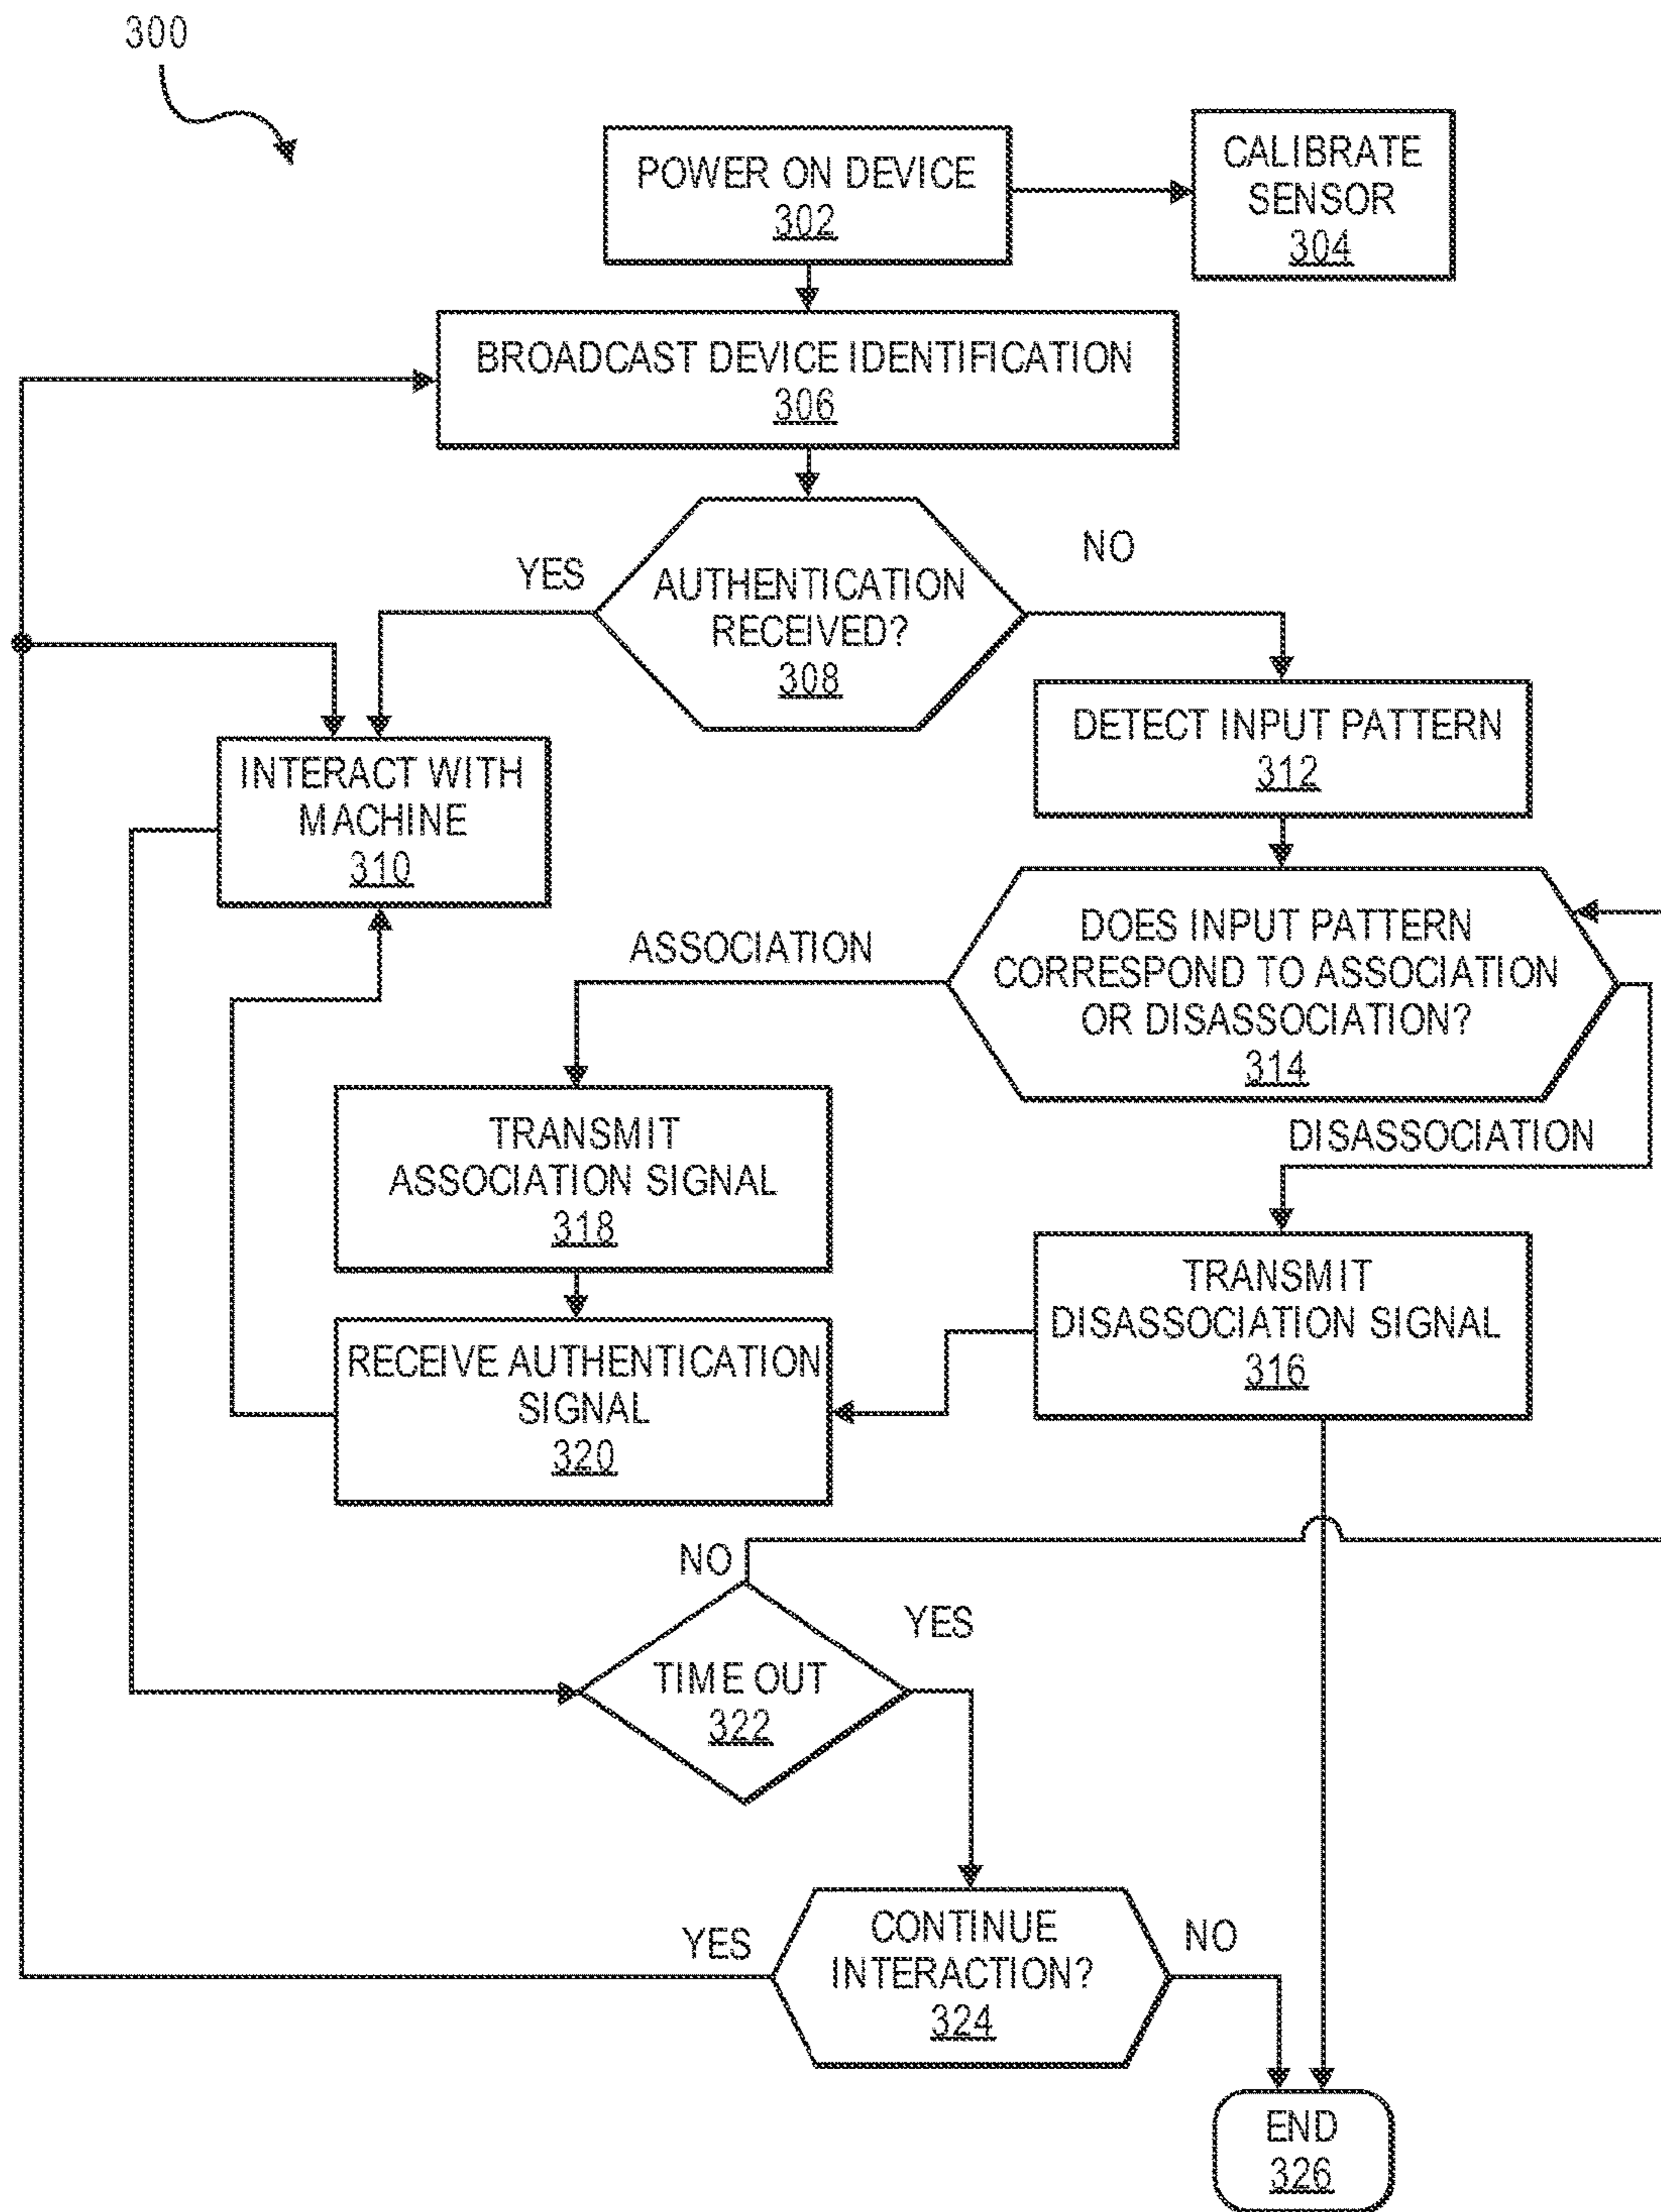 300
POWER ON DEVICE
302
CALIBRATE
SENSOR
304
BROADCAST DEVICE IDENTIFICATION
306
YES
AUTHENTICATION
RECEIVED?
308
NO
INTERACT WITH
MACHINE
310
DETECT INPUT PATTERN
312
ASSOCIATION
DOES INPUT PATTERN
CORRESPOND TO ASSOCIATION
OR DISASSOCIATION?
314
DISASSOCIATION
TRANSMIT
ASSOCIATION SIGNAL
318
TRANSMIT
DISASSOCIATION SIGNAL
316
RECEIVE AUTHENTICATION
SIGNAL
320
NO
YES
TIME OUT
322
YES
CONTINUE
INTERACTION?
324
NO
END
326